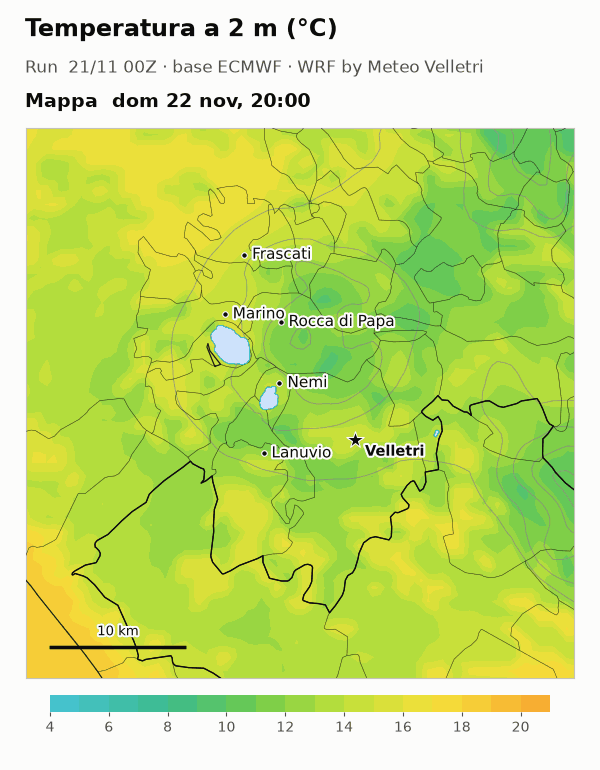 Temperatura a 2 m (°C)
Run  21/11 00Z · base ECMWF · WRF by Meteo Velletri
Mappa  dom 22 nov, 20:00
Frascati
Marino
Rocca di Papa
Nemi
Velletri
Lanuvio
10 km
4 6 8 10 12 14 16 18 20